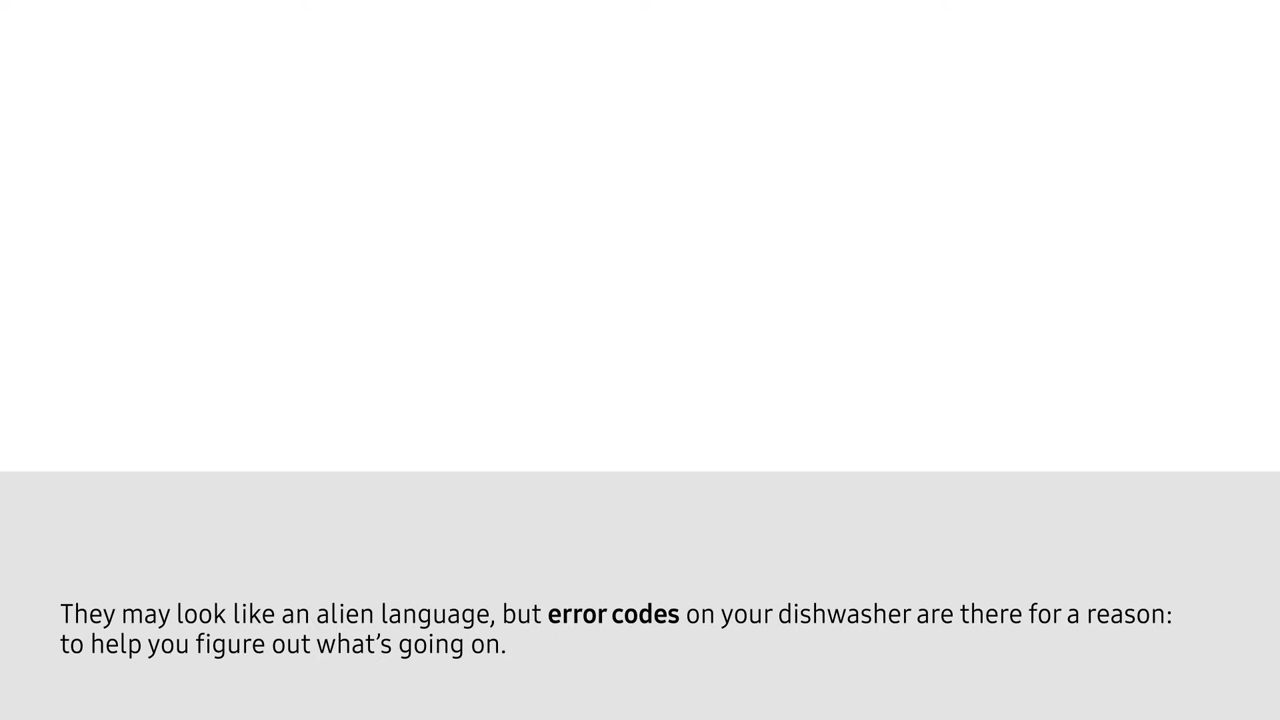 They may look like an alien language, but error codes on your dishwasher are there for a reason:
to help you figure out what’s going on.